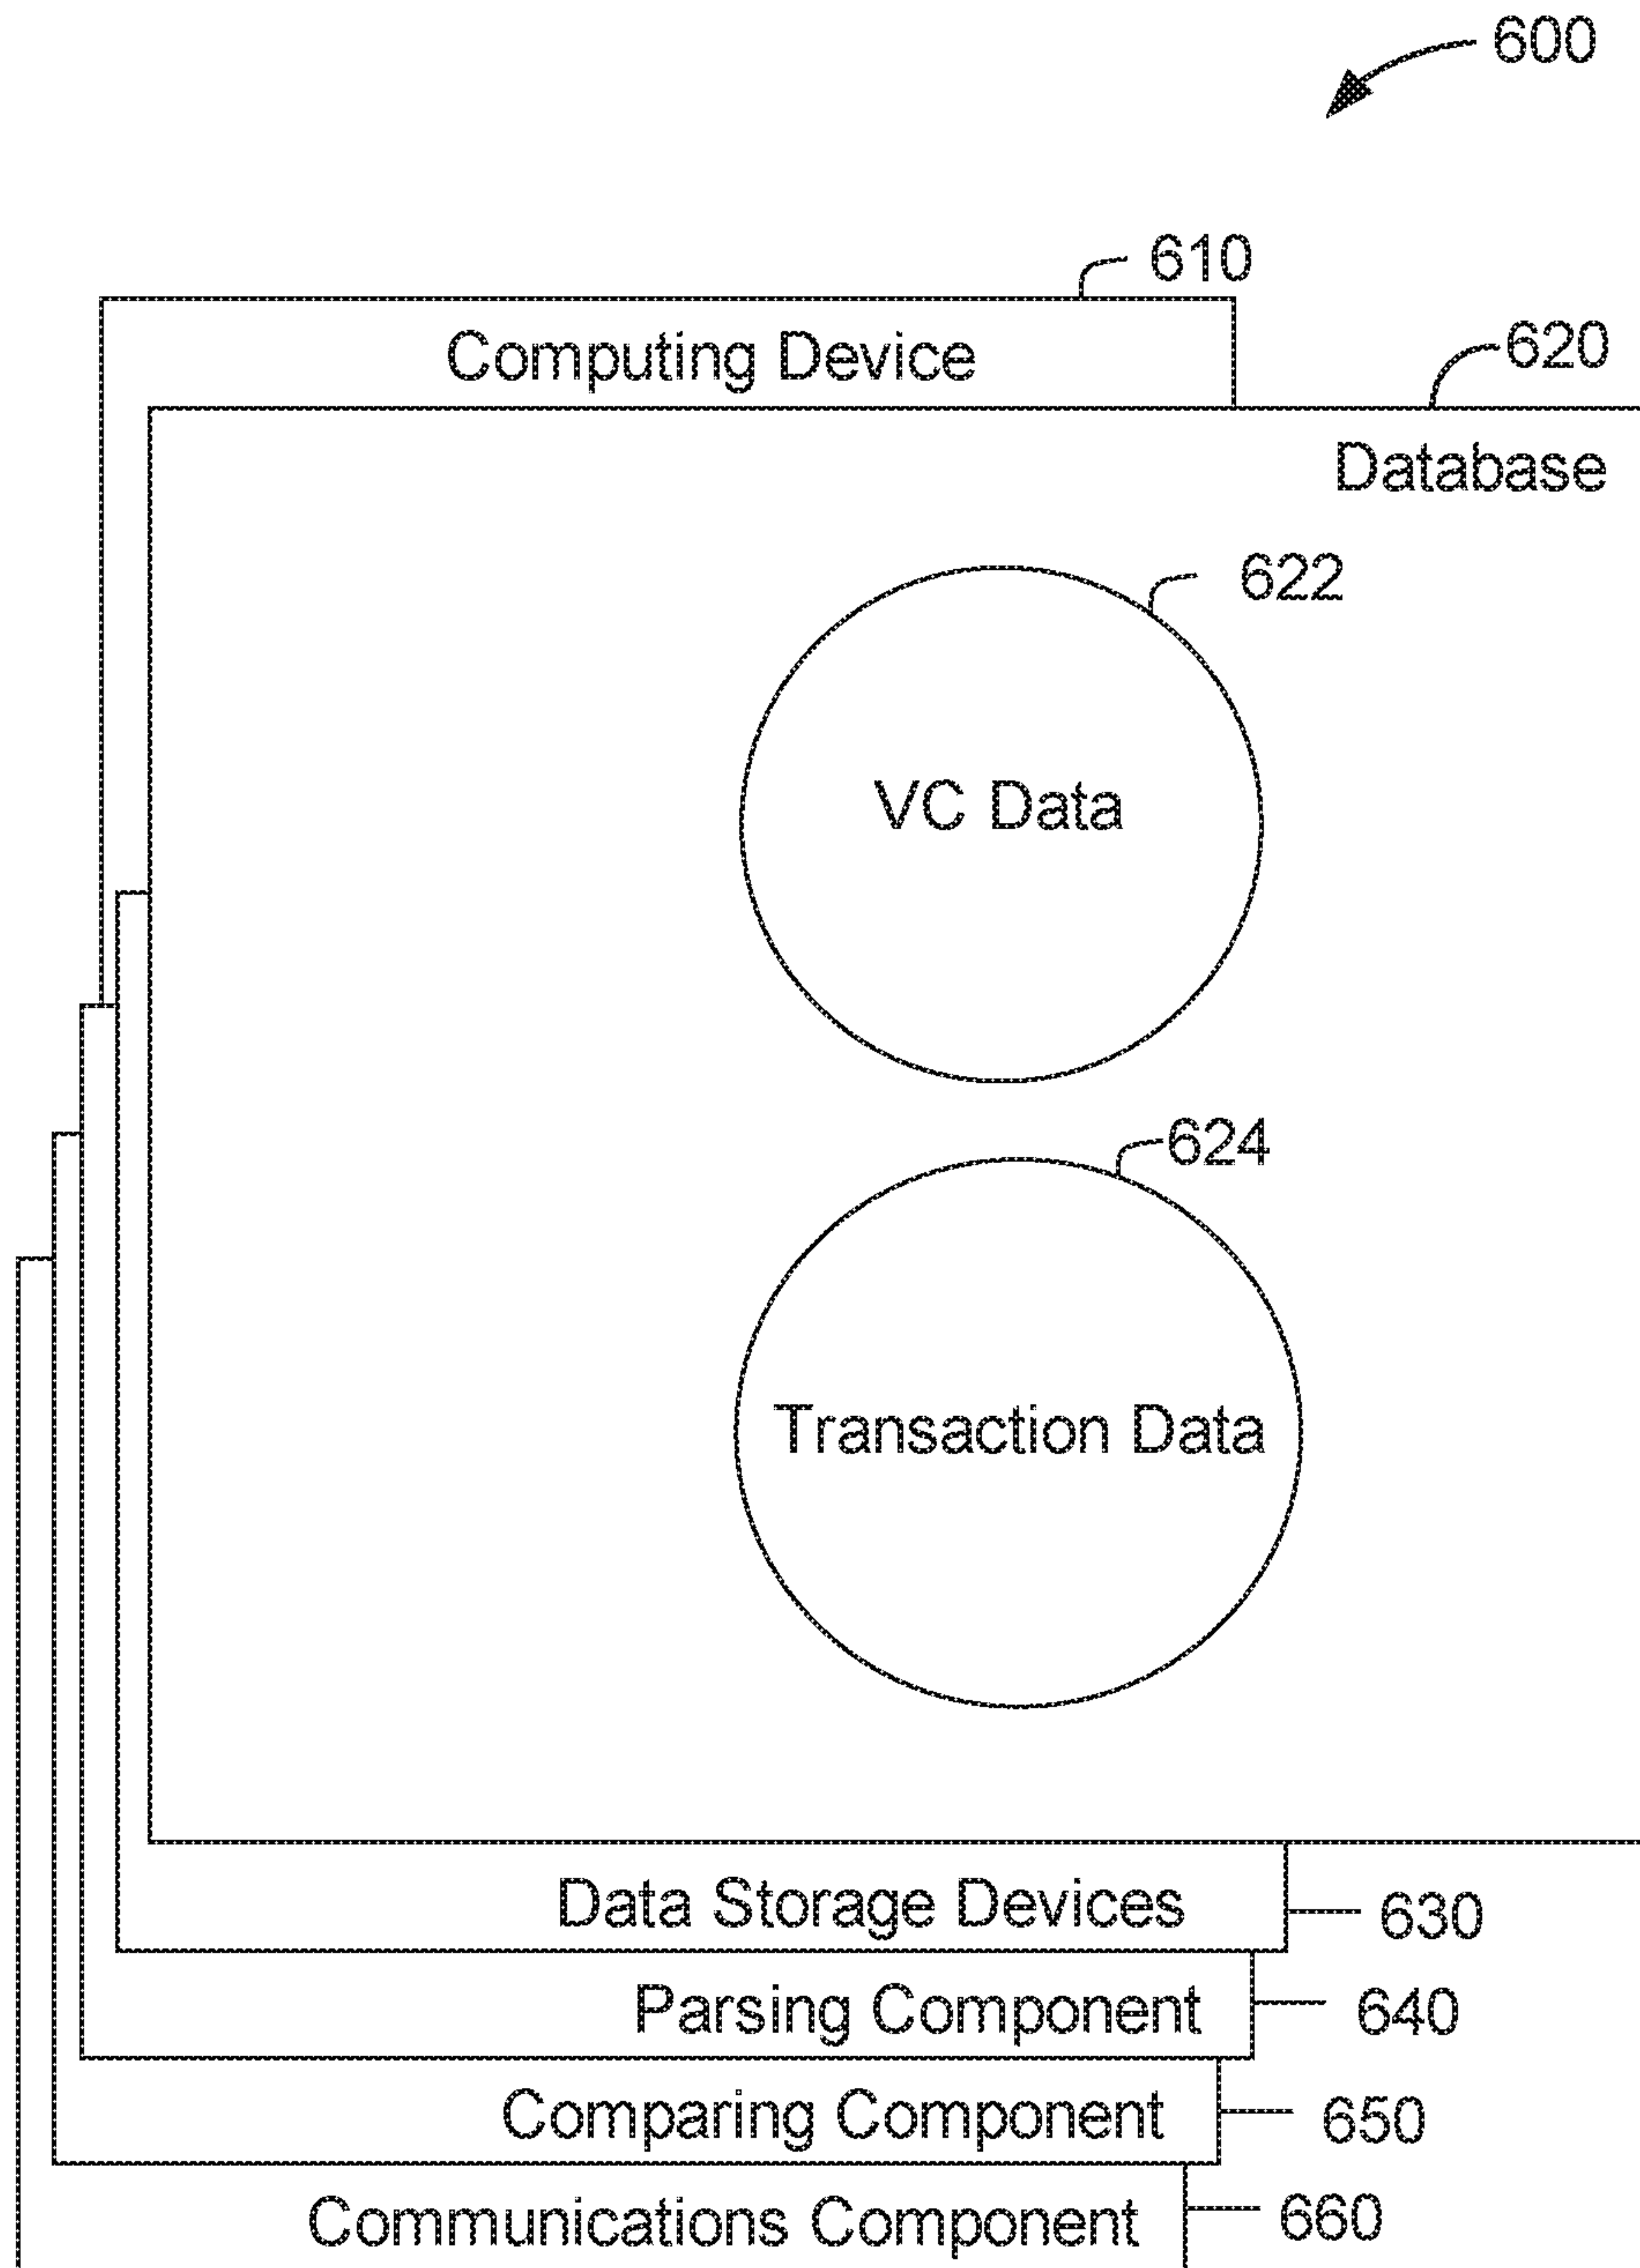 600
610
Computing Device
620
Database
622
VC Data
624
Transaction Data
Data Storage Devices
630
Parsing Component
640
Comparing Component
650
Communications Component
660